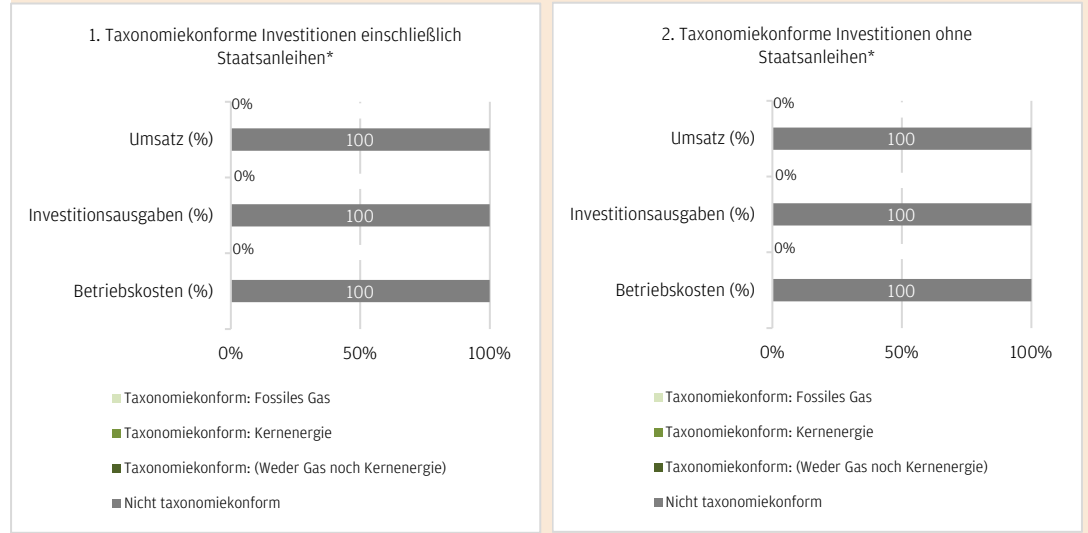 1. Taxonomiekonforme Investitionen einschließlich
Staatsanleihen*
0%
Umsatz (%)
100
0%
Investitionsausgaben (%)
100
0%
Betriebskosten (%)
100
0%
50%
100%
Taxonomiekonform: Fossiles Gas
Taxonomiekonform: Kernenergie
Taxonomiekonform: (Weder Gas noch Kernenergie)
Nicht taxonomiekonform
2. Taxonomiekonforme Investitionen ohne
Staatsanleihen*
0%
Umsatz (%)
100
0%
Investitionsausgaben (%)
100
0%
Betriebskosten (%)
100
0%
50%
100%
Taxonomiekonform: Fossiles Gas
Taxonomiekonform: Kernenergie
Taxonomiekonform: (Weder Gas noch Kernenergie)
Nicht taxonomiekonform